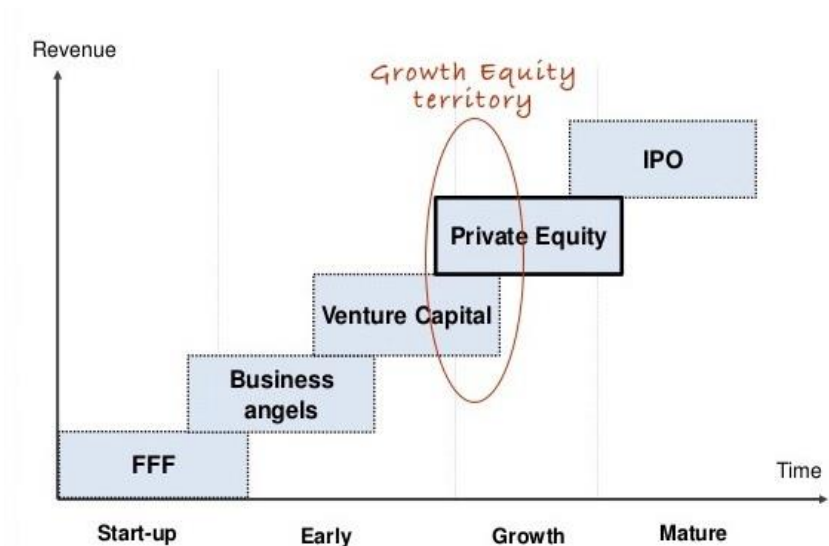 Revenue
Growth Equity
territory
IPO
Private Equity
Venture Capital
Business
angels
FFF
Time
Start-up
Early
Growth
Mature